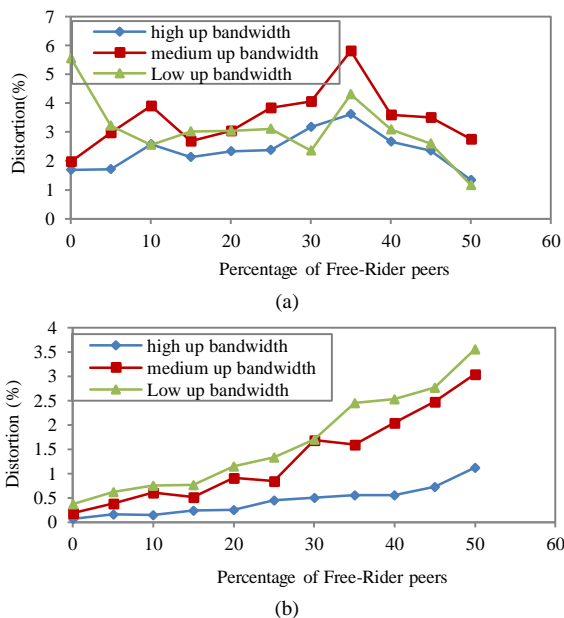 7
6
5
4
3
2
1
0
Distortion(%)
high up bandwidth
medium up bandwidth
Low up bandwidth
0 10 20 30 40 50 60
Percentage of Free-Rider peers
(a)
4
3.5
3
2.5
2
1.5
1
0.5
0
Distortion (%)
high up bandwidth
medium up bandwidth
Low up bandwidth
0 10 20 30 40 50 60
Percentage of Free-Rider peers
(b)